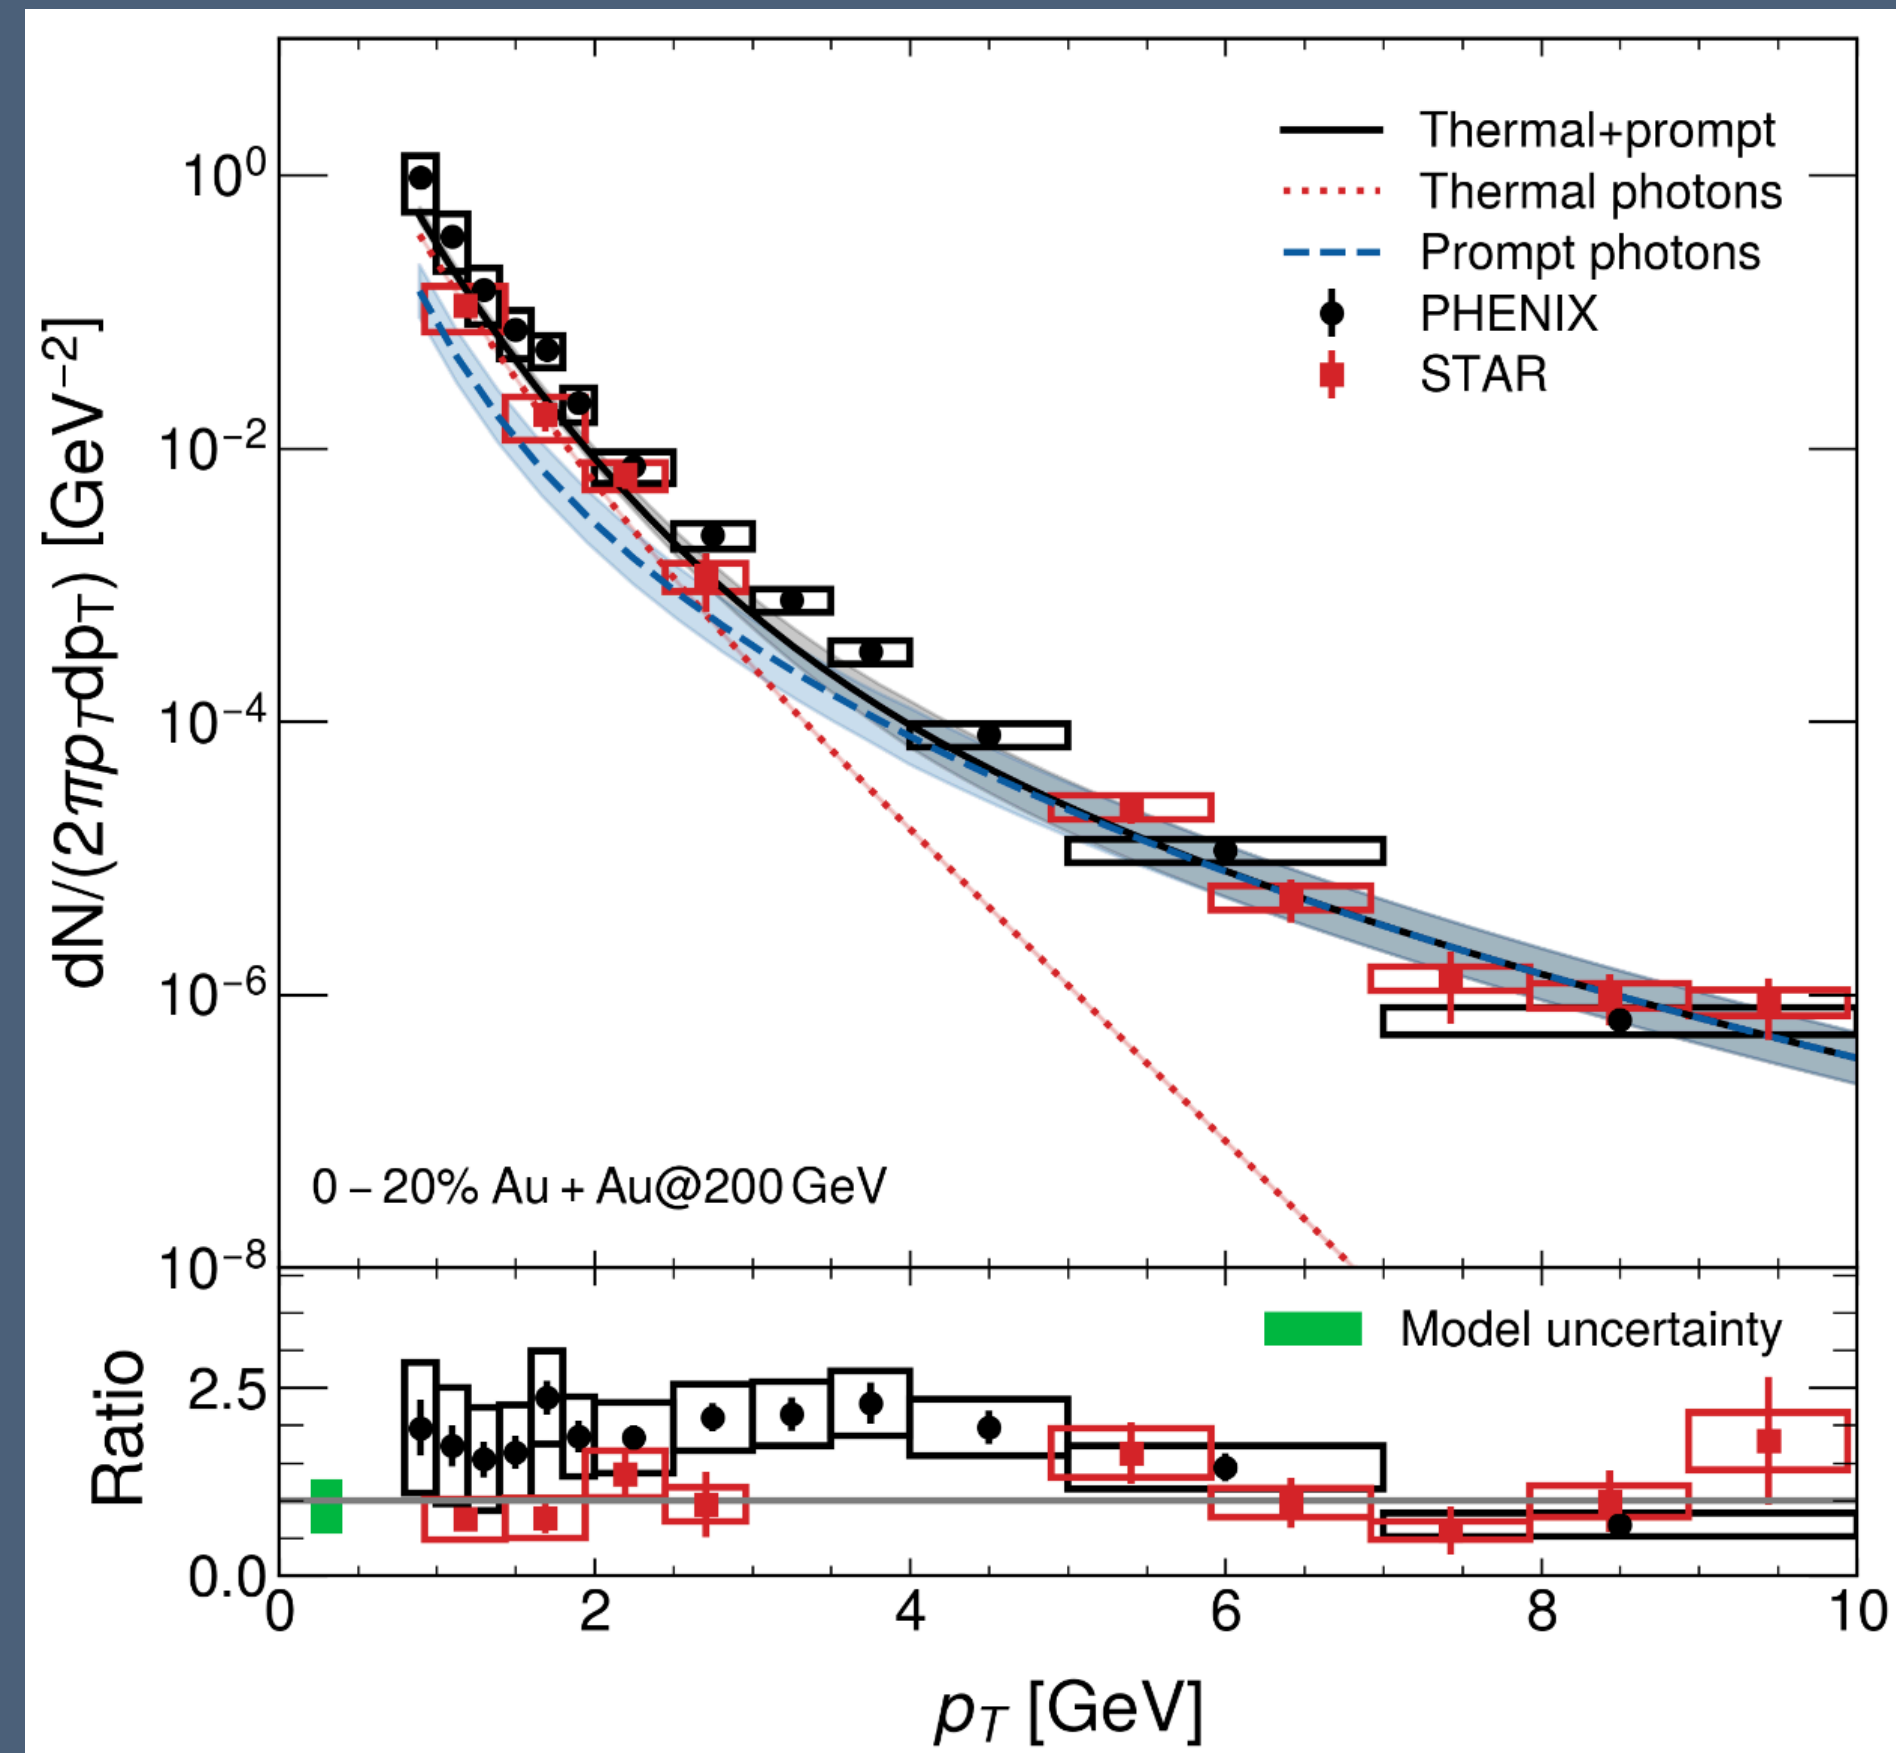 dN/(2πp_T dp_T) [GeV⁻²]
10⁰
10⁻²
10⁻⁴
10⁻⁶
10⁻⁸
Thermal+prompt
Thermal photons
Prompt photons
PHENIX
STAR
0 – 20% Au + Au@200 GeV
Ratio
2.5
0.0
Model uncertainty
0 2 4 6 8 10
p_T [GeV]